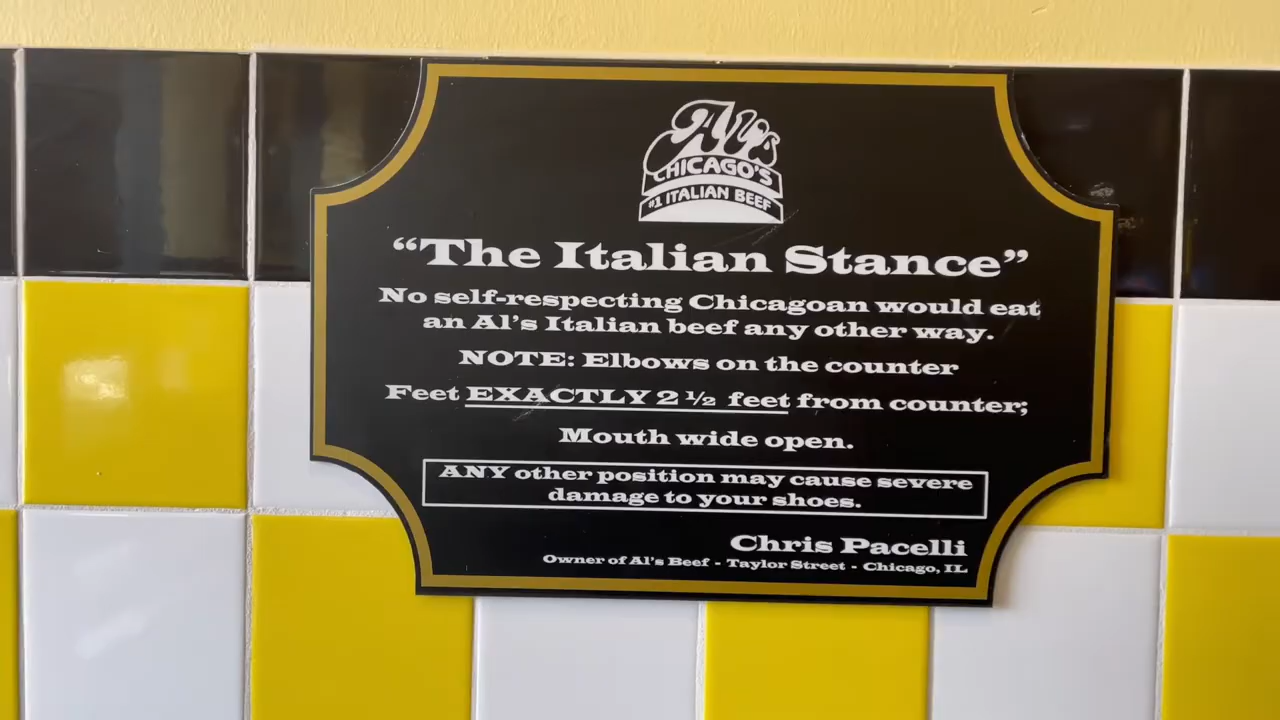 Al's
CHICAGO'S
#1 ITALIAN BEEF
“The Italian Stance”
No self-respecting Chicagoan would eat
an Al's Italian beef any other way.
NOTE: Elbows on the counter
Feet EXACTLY 2 ½ feet from counter;
Mouth wide open.
ANY other position may cause severe
damage to your shoes.
Chris Pacelli
Owner of Al's Beef - Taylor Street - Chicago, IL